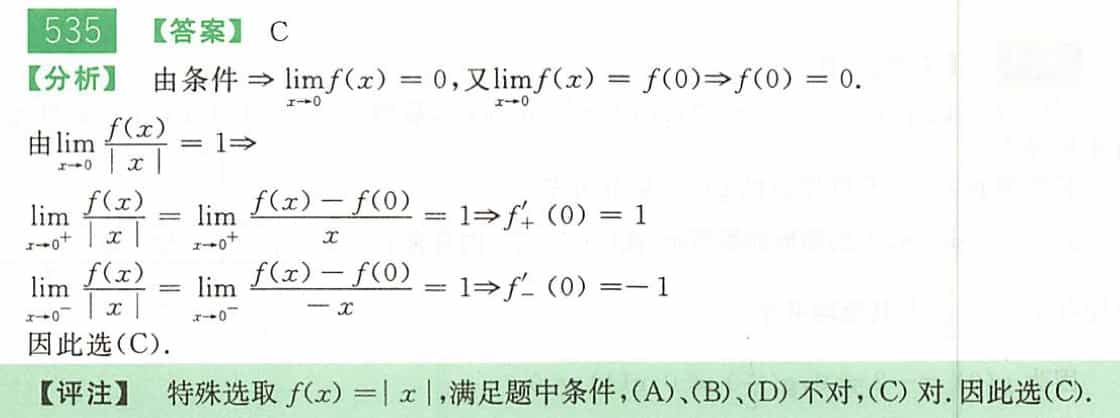 535 【答案】 C
【分析】 由条件 ⇒ lim_{x→0} f(x) = 0,又 lim_{x→0} f(x) = f(0)⇒f(0) = 0.
由 lim_{x→0} f(x)/|x| = 1⇒
lim_{x→0⁺} f(x)/|x| = lim_{x→0⁺} (f(x) − f(0))/x = 1⇒f′₊(0) = 1
lim_{x→0⁻} f(x)/|x| = lim_{x→0⁻} (f(x) − f(0))/(−x) = 1⇒f′₋(0) =− 1
因此选(C).
【评注】 特殊选取 f(x) =| x |,满足题中条件,(A)、(B)、(D) 不对,(C) 对.因此选(C).